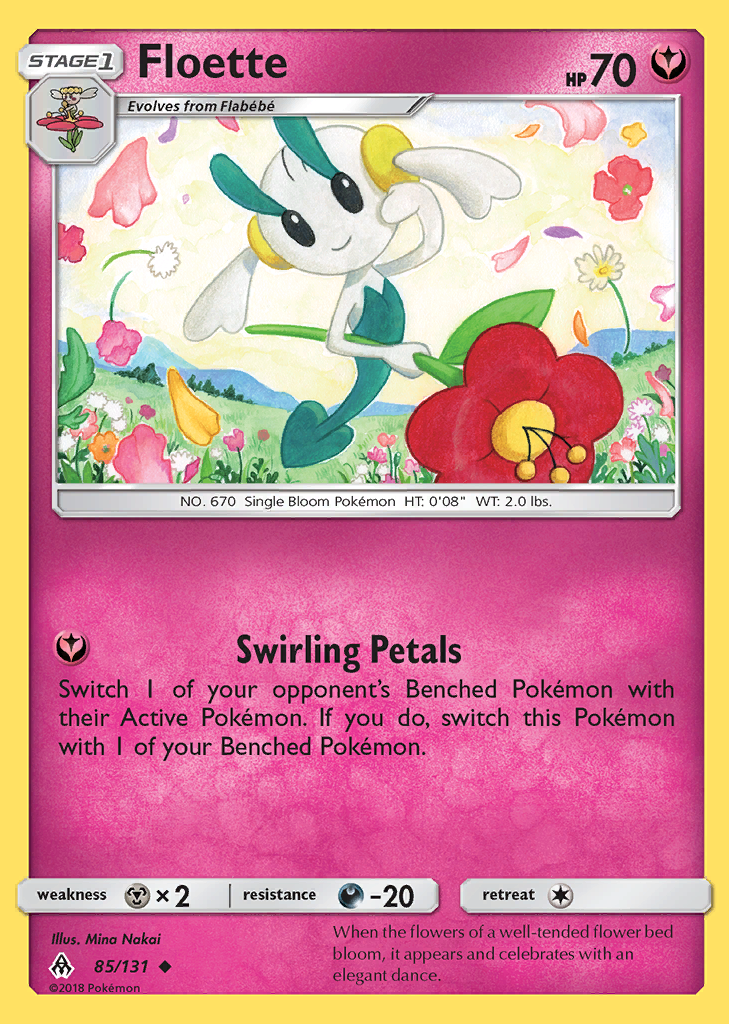 STAGE1
Floette
HP70
Evolves from Flabébé
NO. 670 Single Bloom Pokémon HT: 0'08" WT: 2.0 lbs.
Swirling Petals
Switch 1 of your opponent's Benched Pokémon with
their Active Pokémon. If you do, switch this Pokémon
with 1 of your Benched Pokémon.
weakness ×2 resistance -20 retreat
Illus. Mina Nakai
85/131
©2018 Pokémon
When the flowers of a well-tended flower bed
bloom, it appears and celebrates with an
elegant dance.